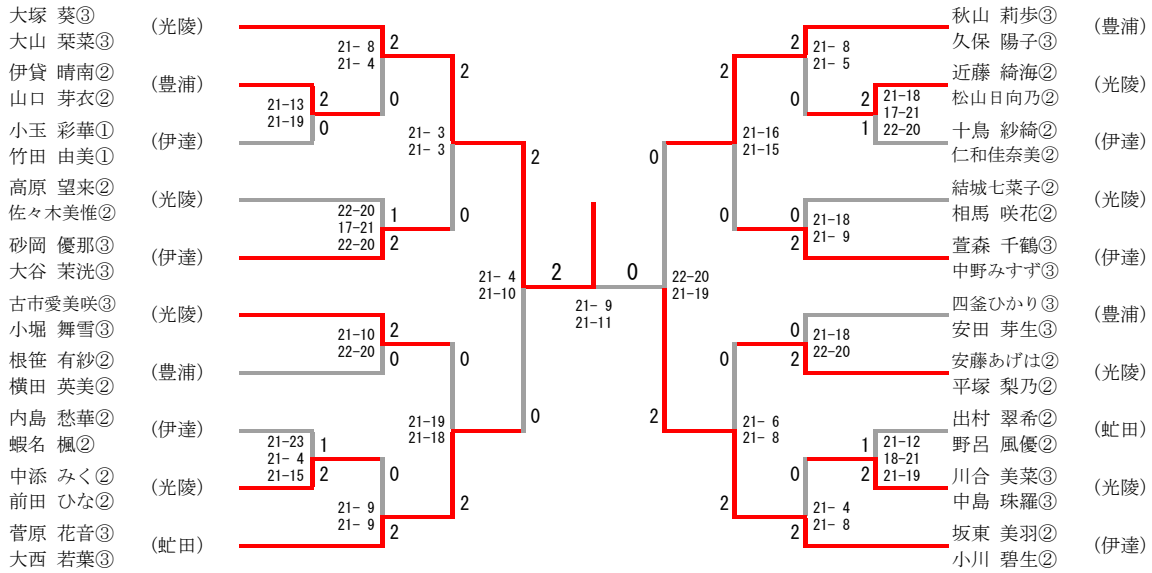 大塚 葵③
大山 栞菜③
(光陵)
伊貸 晴南②
山口 芽衣②
(豊浦)
小玉 彩華①
竹田 由美①
(伊達)
高原 望来②
佐々木美惟②
(光陵)
砂岡 優那③
大谷 茉洸③
(伊達)
古市愛美咲③
小堀 舞雪③
(光陵)
根笹 有紗②
横田 英美②
(豊浦)
内島 愁華②
蝦名 楓②
(伊達)
中添 みく②
前田 ひな②
(光陵)
菅原 花音③
大西 若葉③
(虻田)
21- 8
21- 4
2
0
21-13
21-19
2
0
22-20
17-21
22-20
1
2
21- 3
21- 3
2
0
21-10
22-20
2
0
21-23
21- 4
21-15
1
2
21- 9
21- 9
0
2
21-19
21-18
0
2
21- 4
21-10
2
0
2
0
21- 9
21-11
22-20
21-19
0
2
21-16
21-15
2
0
21- 6
21- 8
0
2
21- 8
21- 5
2
0
21-18
17-21
22-20
2
1
21-18
21- 9
0
2
21-18
22-20
0
2
21-12
18-21
21-19
1
2
21- 4
21- 8
0
2
秋山 莉歩③
久保 陽子③
(豊浦)
近藤 綺海②
松山日向乃②
(光陵)
十鳥 紗綺②
仁和佳奈美②
(伊達)
結城七菜子②
相馬 咲花②
(光陵)
萱森 千鶴③
中野みすず③
(伊達)
四釜ひかり③
安田 芽生③
(豊浦)
安藤あげは②
平塚 梨乃②
(光陵)
出村 翠希②
野呂 風優②
(虻田)
川合 美菜③
中島 珠羅③
(光陵)
坂東 美羽②
小川 碧生②
(伊達)